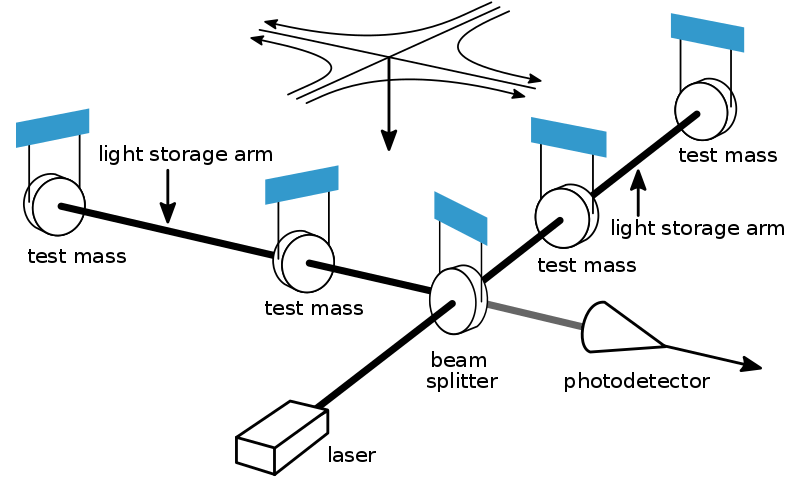 light storage arm
test mass
test mass
test mass
light storage arm
test mass
beam
splitter
photodetector
laser